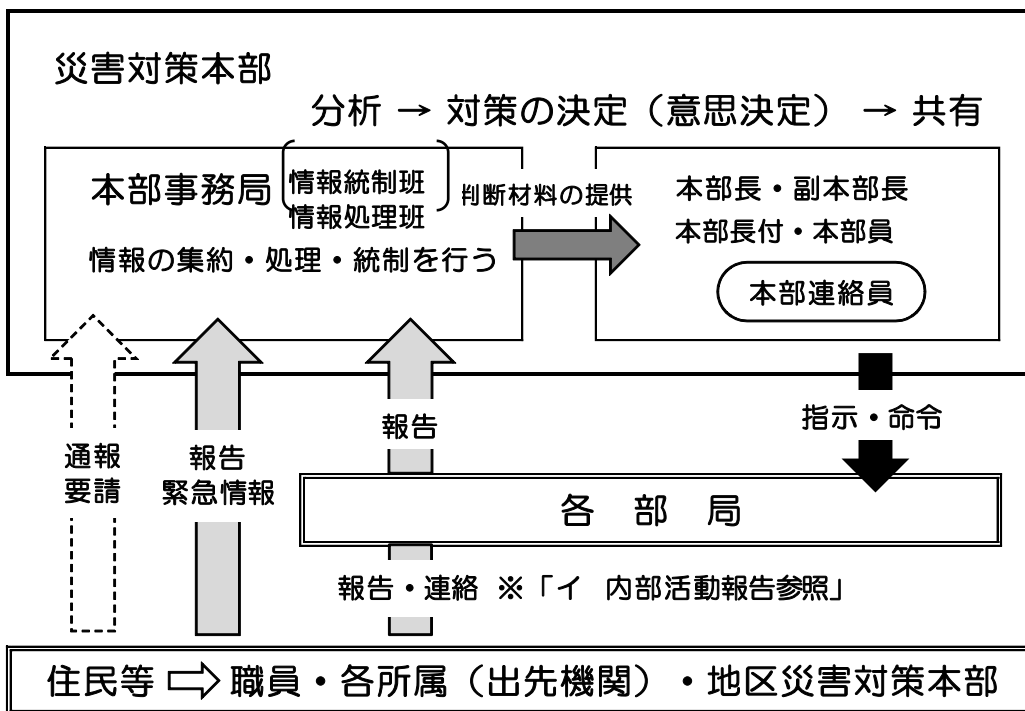 災害対策本部
分析 → 対策の決定（意思決定） → 共有
本部事務局
情報統制班
情報処理班
情報の集約・処理・統制を行う
判断材料の提供
本部長・副本部長
本部長付・本部員
本部連絡員
通報
要請
報告
緊急情報
報告
指示・命令
各 部 局
報告・連絡 ※「イ 内部活動報告参照」
住民等 ⇨ 職員・各所属（出先機関）・地区災害対策本部